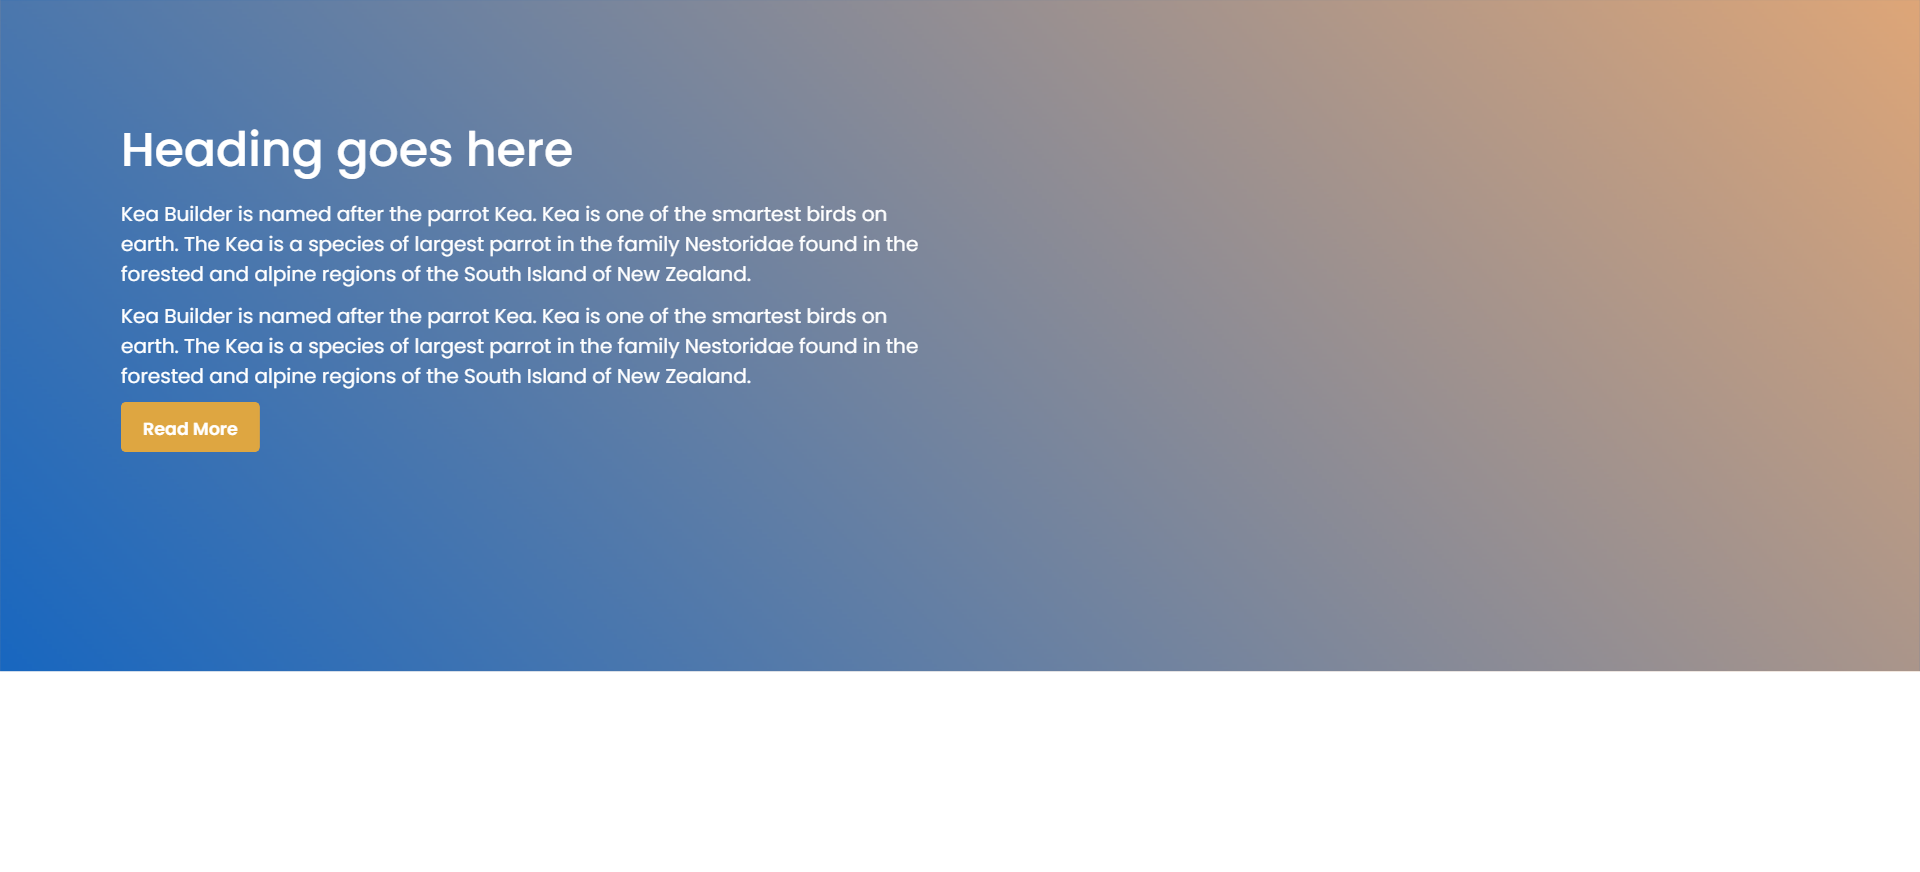 Heading goes here
Kea Builder is named after the parrot Kea. Kea is one of the smartest birds on
earth. The Kea is a species of largest parrot in the family Nestoridae found in the
forested and alpine regions of the South Island of New Zealand.
Kea Builder is named after the parrot Kea. Kea is one of the smartest birds on
earth. The Kea is a species of largest parrot in the family Nestoridae found in the
forested and alpine regions of the South Island of New Zealand.
Read More